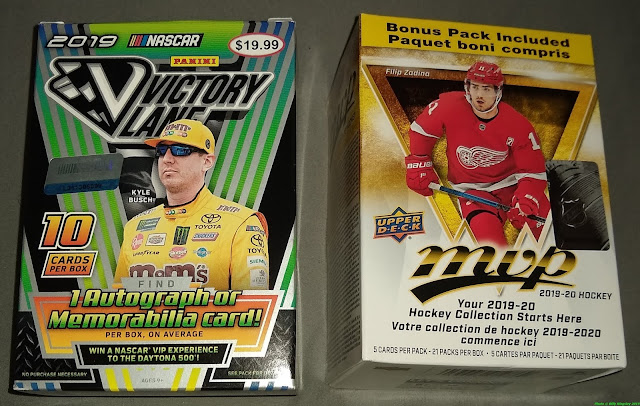 2019 NASCAR
$19.99
PANINI
VICTORY
LANE
KYLE
BUSCH
10
CARDS
PER BOX
M&M's
TOYOTA
m&m's
FIND
1 Autograph or
Memorabilia card!
PER BOX, ON AVERAGE
WIN A NASCAR VIP EXPERIENCE
TO THE DAYTONA 500!
NO PURCHASE NECESSARY
Bonus Pack Included
Paquet boni compris
Filip Zadina
11
BAUER
UPPER
DECK
mvp
2019-20 HOCKEY
Your 2019-20
Hockey Collection Starts Here
Votre collection de hockey 2019-2020
commence ici
5 CARDS PER PACK • 21 PACKS PER BOX • 5 CARTES PAR PAQUET • 21 PAQUETS PAR BOITE